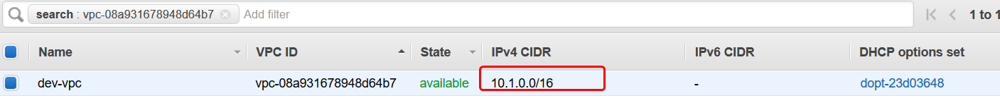 search : vpc-08a931678948d64b7 Add filter 1 to 1
Name VPC ID State IPv4 CIDR IPv6 CIDR DHCP options set
dev-vpc vpc-08a931678948d64b7 available 10.1.0.0/16 - dopt-23d03648